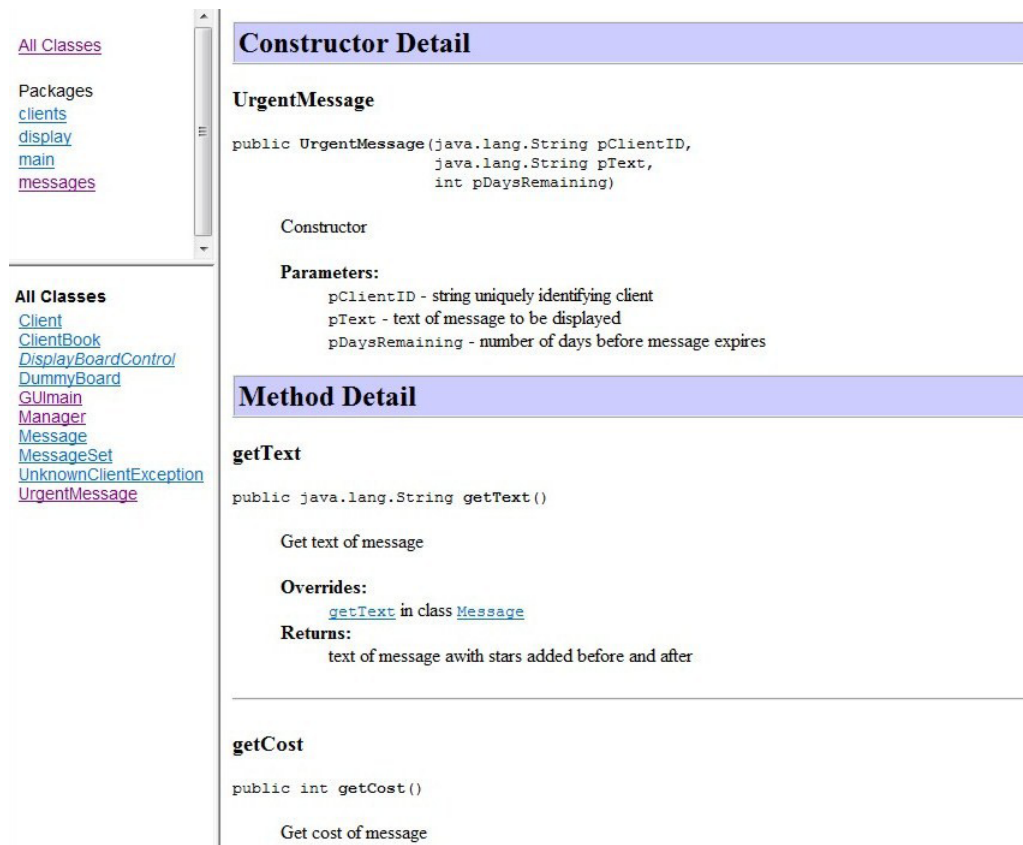 All Classes
Packages
clients
display
main
messages
All Classes
Client
ClientBook
DisplayBoardControl
DummyBoard
GUImain
Manager
Message
MessageSet
UnknownClientException
UrgentMessage
Constructor Detail
UrgentMessage
public UrgentMessage(java.lang.String pClientID,
java.lang.String pText,
int pDaysRemaining)
Constructor
Parameters:
pClientID - string uniquely identifying client
pText - text of message to be displayed
pDaysRemaining - number of days before message expires
Method Detail
getText
public java.lang.String getText()
Get text of message
Overrides:
getText in class Message
Returns:
text of message awith stars added before and after
getCost
public int getCost()
Get cost of message